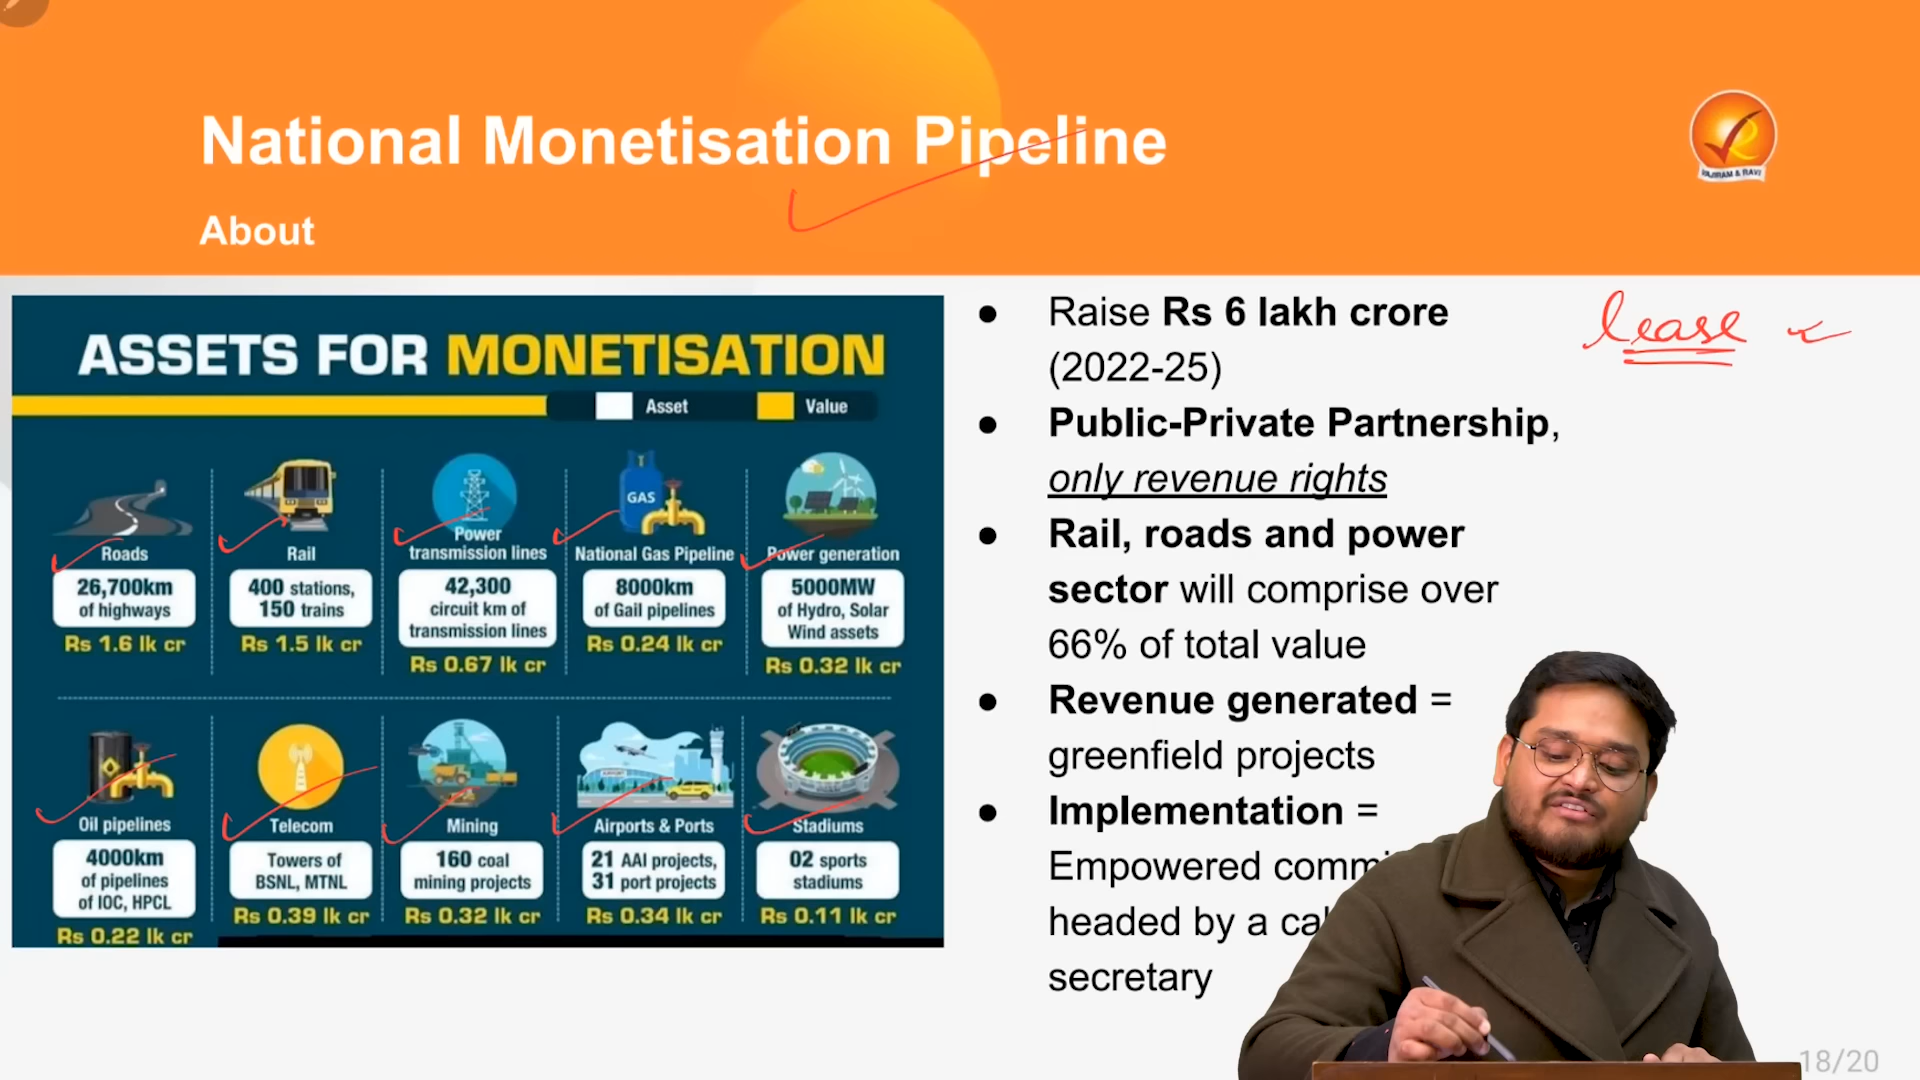 National Monetisation Pipeline
About
VAJIRAM & RAVI
ASSETS FOR MONETISATION
Asset Value
GAS
Roads
26,700km
of highways
Rs 1.6 lk cr
Rail
400 stations,
150 trains
Rs 1.5 lk cr
Power
transmission lines
42,300
circuit km of
transmission lines
Rs 0.67 lk cr
National Gas Pipeline
8000km
of Gail pipelines
Rs 0.24 lk cr
Power generation
5000MW
of Hydro, Solar
Wind assets
Rs 0.32 lk cr
Oil pipelines
4000km
of pipelines
of IOC, HPCL
Rs 0.22 lk cr
Telecom
Towers of
BSNL, MTNL
Rs 0.39 lk cr
Mining
160 coal
mining projects
Rs 0.32 lk cr
Airports & Ports
21 AAI projects,
31 port projects
Rs 0.34 lk cr
Stadiums
02 sports
stadiums
Rs 0.11 lk cr
● Raise Rs 6 lakh crore
(2022-25)
● Public-Private Partnership,
only revenue rights
● Rail, roads and power
sector will comprise over
66% of total value
● Revenue generated =
greenfield projects
● Implementation =
Empowered
headed by a
secretary
lease
18/20